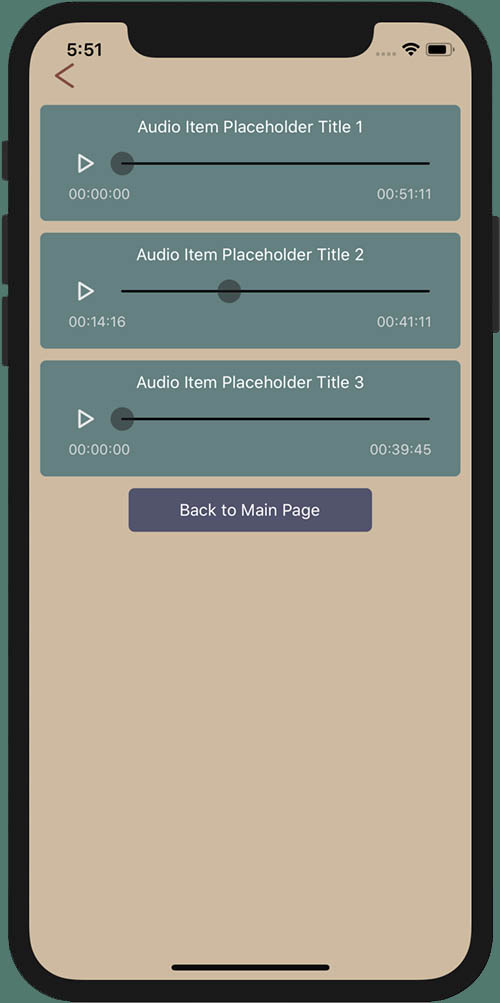 5:51
Audio Item Placeholder Title 1
00:00:00 00:51:11
Audio Item Placeholder Title 2
00:14:16 00:41:11
Audio Item Placeholder Title 3
00:00:00 00:39:45
Back to Main Page